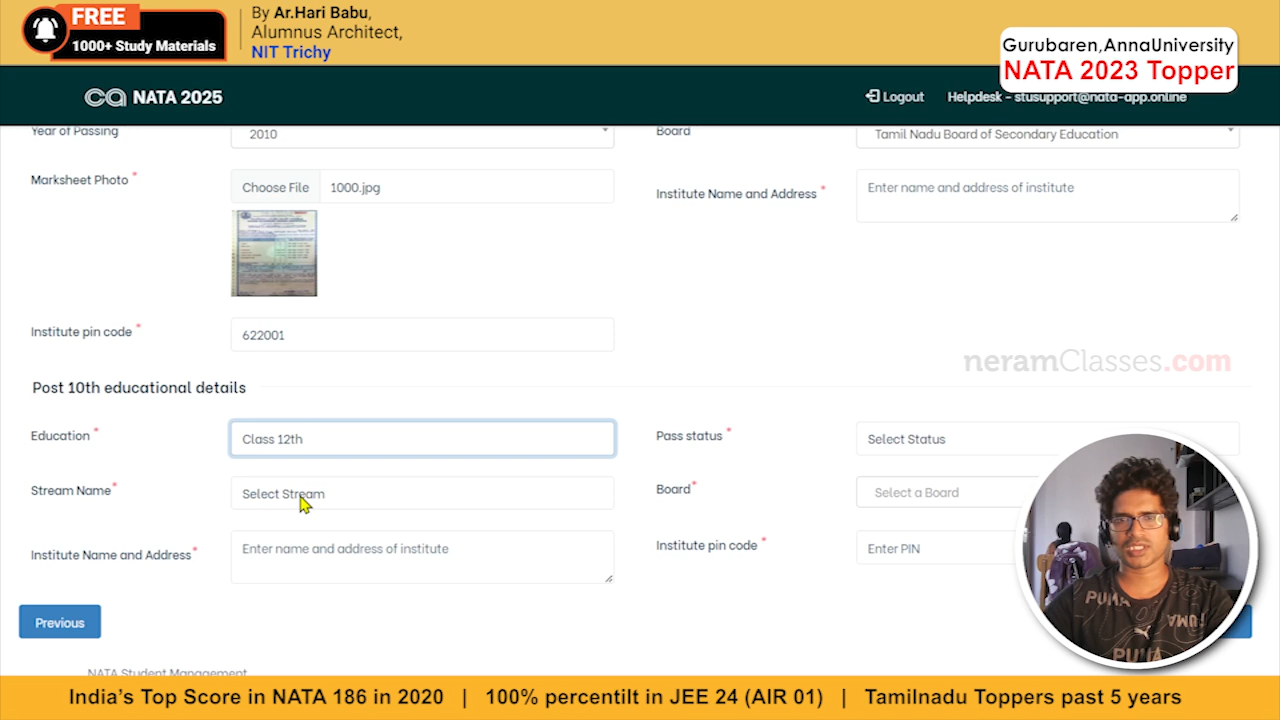 FREE
1000+ Study Materials
By Ar.Hari Babu,
Alumnus Architect,
NIT Trichy
Gurubaren,AnnaUniversity
NATA 2023 Topper
ca NATA 2025
Logout
Helpdesk - stusupport@nata-app.online
Year of Passing
2010
Board
Tamil Nadu Board of Secondary Education
Marksheet Photo *
Choose File 1000.jpg
Institute Name and Address *
Enter name and address of institute
Institute pin code *
622001
neramClasses.com
Post 10th educational details
Education *
Class 12th
Pass status *
Select Status
Stream Name *
Select Stream
Board *
Select a Board
Institute Name and Address *
Enter name and address of institute
Institute pin code *
Enter PIN
Previous
NATA Student Management
PUMA
PUMA
India's Top Score in NATA 186 in 2020 | 100% percentilt in JEE 24 (AIR 01) | Tamilnadu Toppers past 5 years